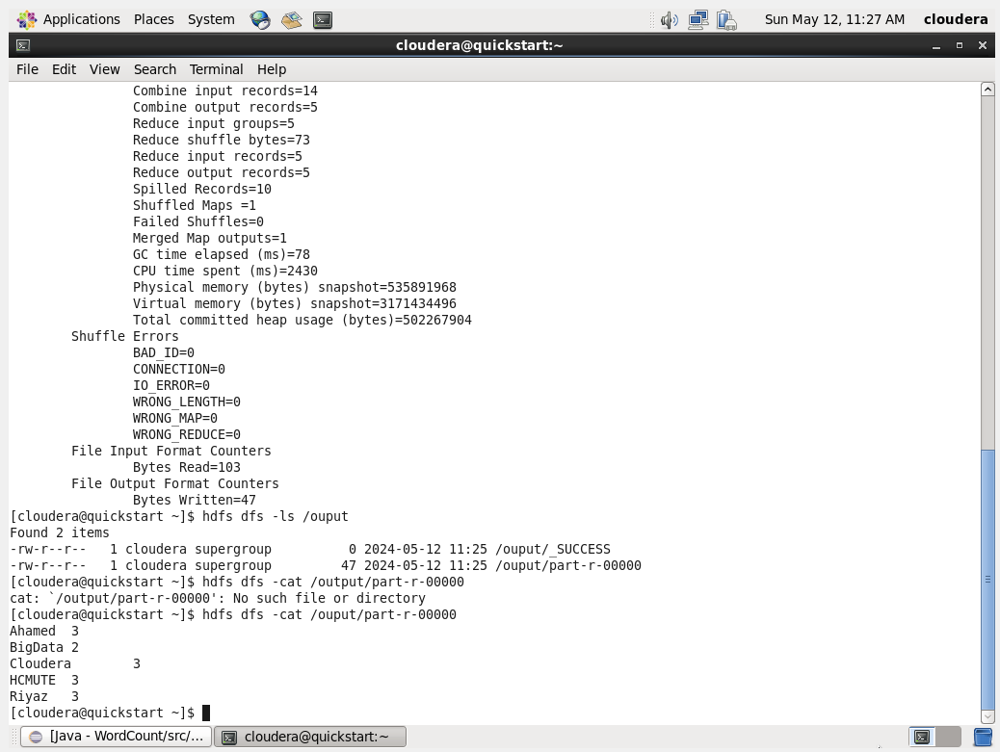 Applications Places System Sun May 12, 11:27 AM cloudera
cloudera@quickstart:~
File Edit View Search Terminal Help
Combine input records=14
Combine output records=5
Reduce input groups=5
Reduce shuffle bytes=73
Reduce input records=5
Reduce output records=5
Spilled Records=10
Shuffled Maps =1
Failed Shuffles=0
Merged Map outputs=1
GC time elapsed (ms)=78
CPU time spent (ms)=2430
Physical memory (bytes) snapshot=535891968
Virtual memory (bytes) snapshot=3171434496
Total committed heap usage (bytes)=502267904
Shuffle Errors
BAD_ID=0
CONNECTION=0
IO_ERROR=0
WRONG_LENGTH=0
WRONG_MAP=0
WRONG_REDUCE=0
File Input Format Counters
Bytes Read=103
File Output Format Counters
Bytes Written=47
[cloudera@quickstart ~]$ hdfs dfs -ls /ouput
Found 2 items
-rw-r--r--   1 cloudera supergroup          0 2024-05-12 11:25 /ouput/_SUCCESS
-rw-r--r--   1 cloudera supergroup         47 2024-05-12 11:25 /ouput/part-r-00000
[cloudera@quickstart ~]$ hdfs dfs -cat /output/part-r-00000
cat: `/output/part-r-00000': No such file or directory
[cloudera@quickstart ~]$ hdfs dfs -cat /ouput/part-r-00000
Ahamed  3
BigData 2
Cloudera        3
HCMUTE  3
Riyaz   3
[cloudera@quickstart ~]$
[Java - WordCount/src/... cloudera@quickstart:~